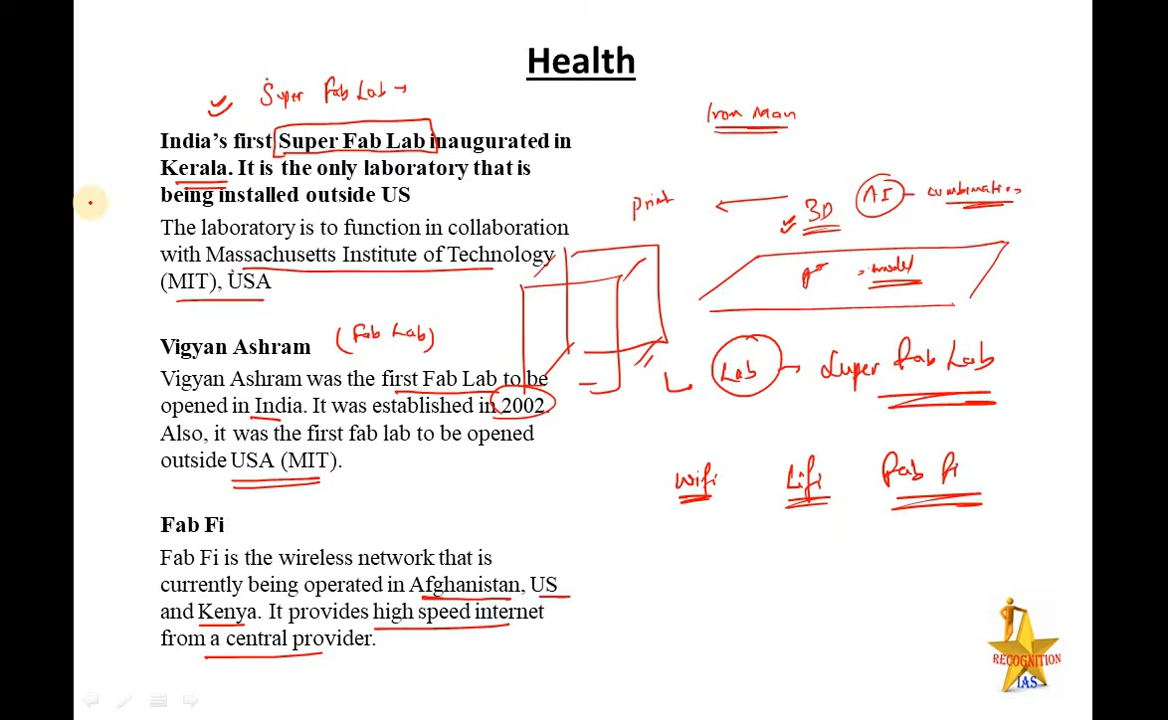 Health
Super Fab Lab →
India's first Super Fab Lab inaugurated in
Kerala. It is the only laboratory that is
being installed outside US
The laboratory is to function in collaboration
with Massachusetts Institute of Technology
(MIT), USA
Vigyan Ashram
(Fab Lab)
Vigyan Ashram was the first Fab Lab to be
opened in India. It was established in 2002.
Also, it was the first fab lab to be opened
outside USA (MIT).
Fab Fi
Fab Fi is the wireless network that is
currently being operated in Afghanistan, US
and Kenya. It provides high speed internet
from a central provider.
Iron Man
print
3D
AI
model
Lab
Super Fab Lab
Wifi
Lifi
Fab Fi
RECOGNITION
IAS